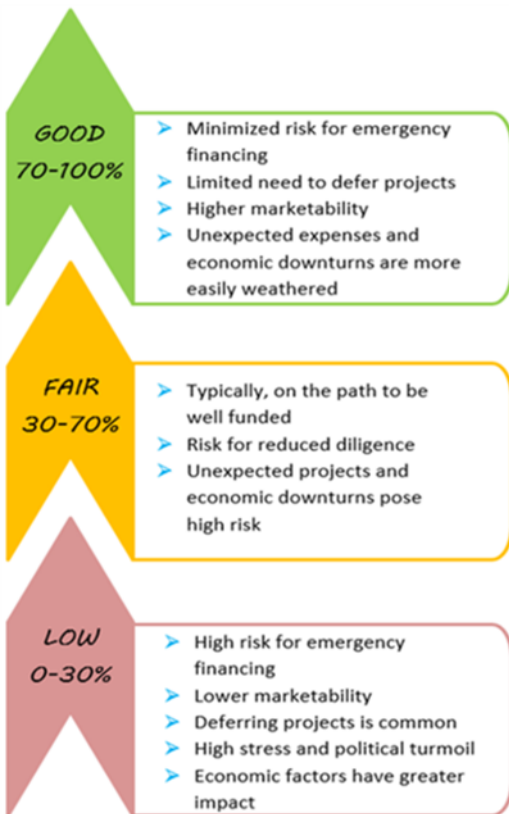 GOOD
70-100%
➤ Minimized risk for emergency
financing
➤ Limited need to defer projects
➤ Higher marketability
➤ Unexpected expenses and
economic downturns are more
easily weathered
FAIR
30-70%
➤ Typically, on the path to be
well funded
➤ Risk for reduced diligence
➤ Unexpected projects and
economic downturns pose
high risk
LOW
0-30%
➤ High risk for emergency
financing
➤ Lower marketability
➤ Deferring projects is common
➤ High stress and political turmoil
➤ Economic factors have greater
impact